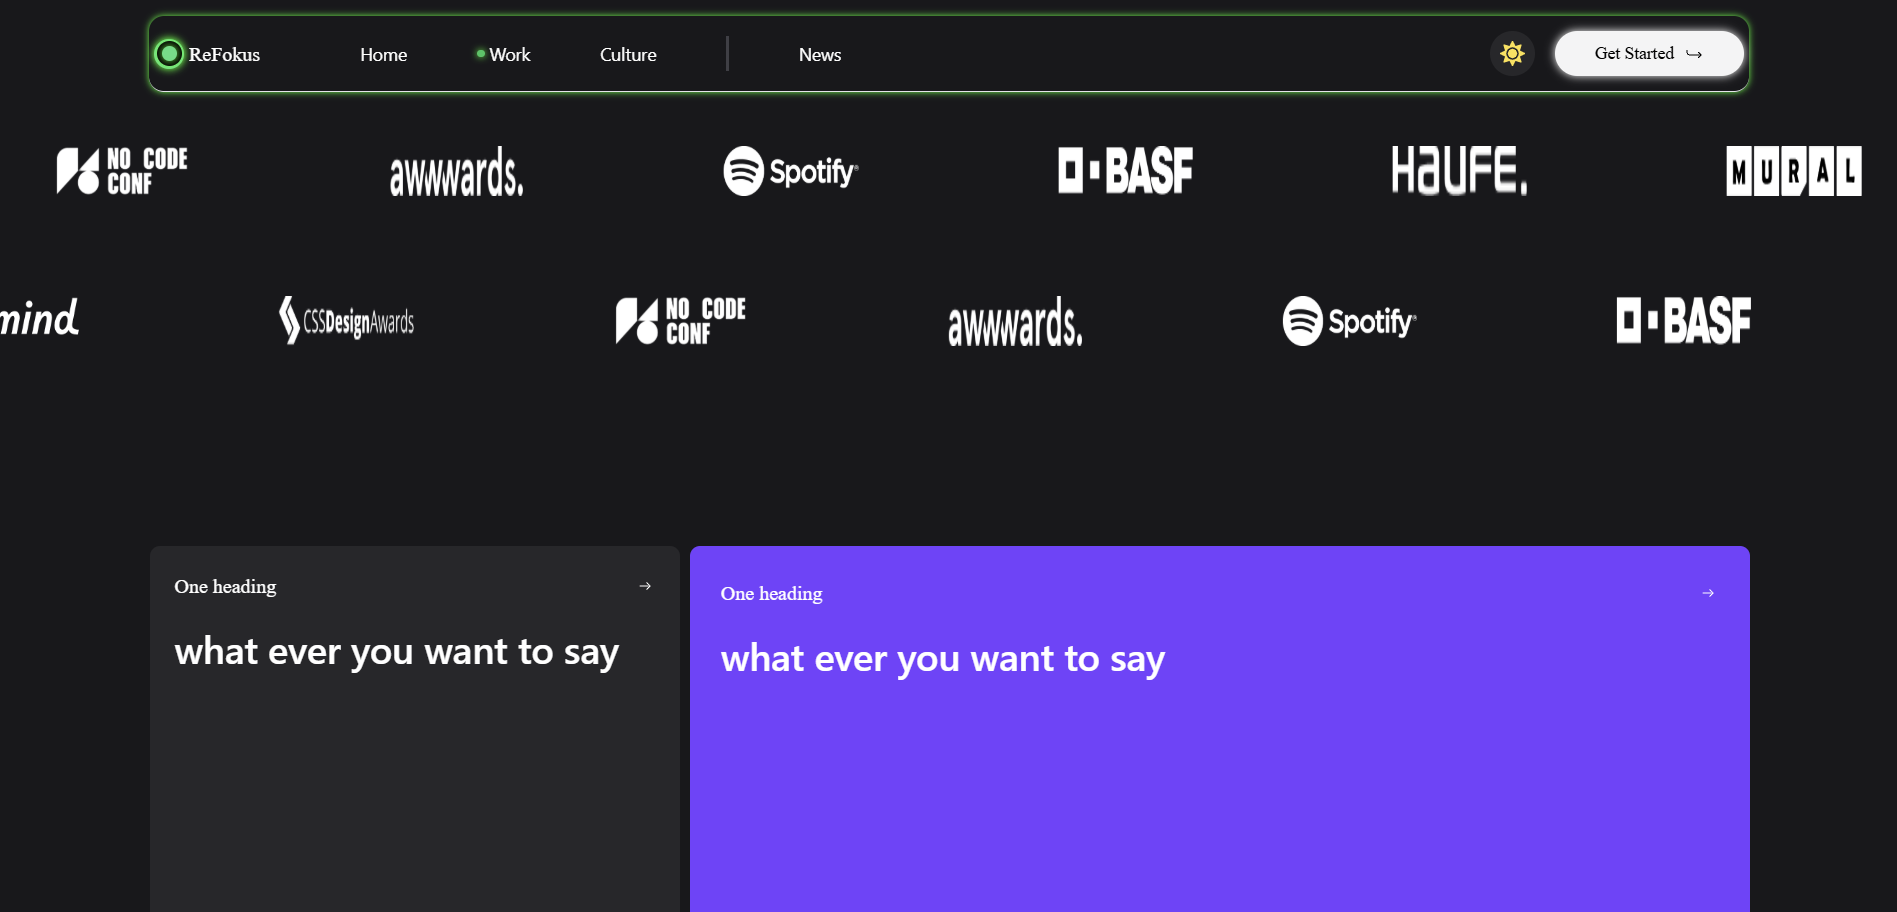 ReFokus Home Work Culture News Get Started
NO CODE CONF awwwards. Spotify® BASF HAUFE. MURAL
mind CSSDesignAwards NO CODE CONF awwwards. Spotify® BASF
One heading
what ever you want to say
One heading
what ever you want to say